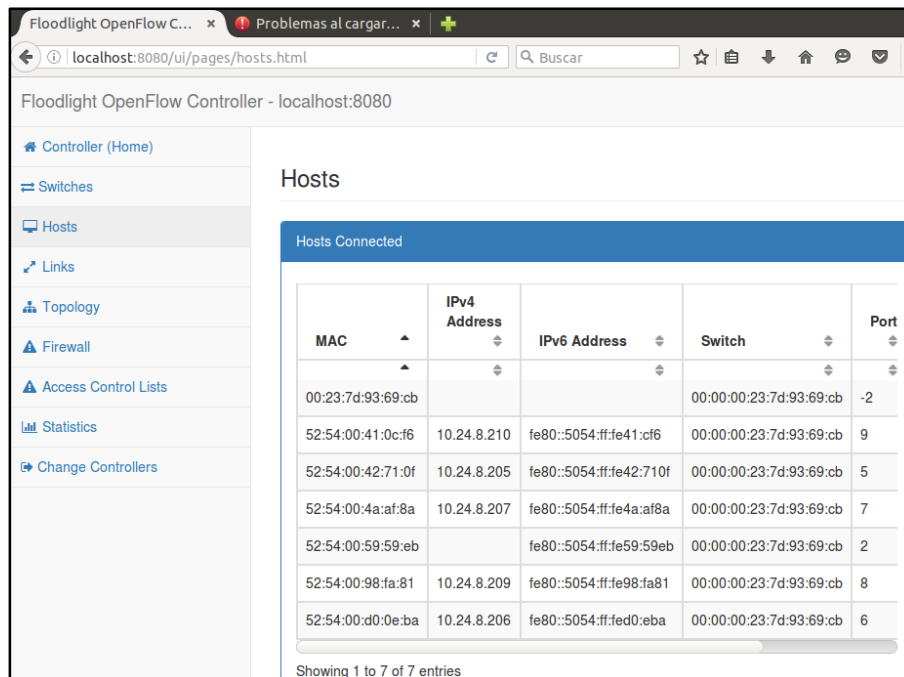 Floodlight OpenFlow C... × Problemas al cargar... ×
localhost:8080/ui/pages/hosts.html Buscar
Floodlight OpenFlow Controller - localhost:8080
Controller (Home)
Switches
Hosts
Links
Topology
Firewall
Access Control Lists
Statistics
Change Controllers
Hosts
Hosts Connected
MAC IPv4 Address IPv6 Address Switch Port
00:23:7d:93:69:cb 00:00:00:23:7d:93:69:cb -2
52:54:00:41:0c:f6 10.24.8.210 fe80::5054:ff:fe41:cf6 00:00:00:23:7d:93:69:cb 9
52:54:00:42:71:0f 10.24.8.205 fe80::5054:ff:fe42:710f 00:00:00:23:7d:93:69:cb 5
52:54:00:4a:af:8a 10.24.8.207 fe80::5054:ff:fe4a:af8a 00:00:00:23:7d:93:69:cb 7
52:54:00:59:59:eb fe80::5054:ff:fe59:59eb 00:00:00:23:7d:93:69:cb 2
52:54:00:98:fa:81 10.24.8.209 fe80::5054:ff:fe98:fa81 00:00:00:23:7d:93:69:cb 8
52:54:00:d0:0e:ba 10.24.8.206 fe80::5054:ff:fed0:eba 00:00:00:23:7d:93:69:cb 6
Showing 1 to 7 of 7 entries